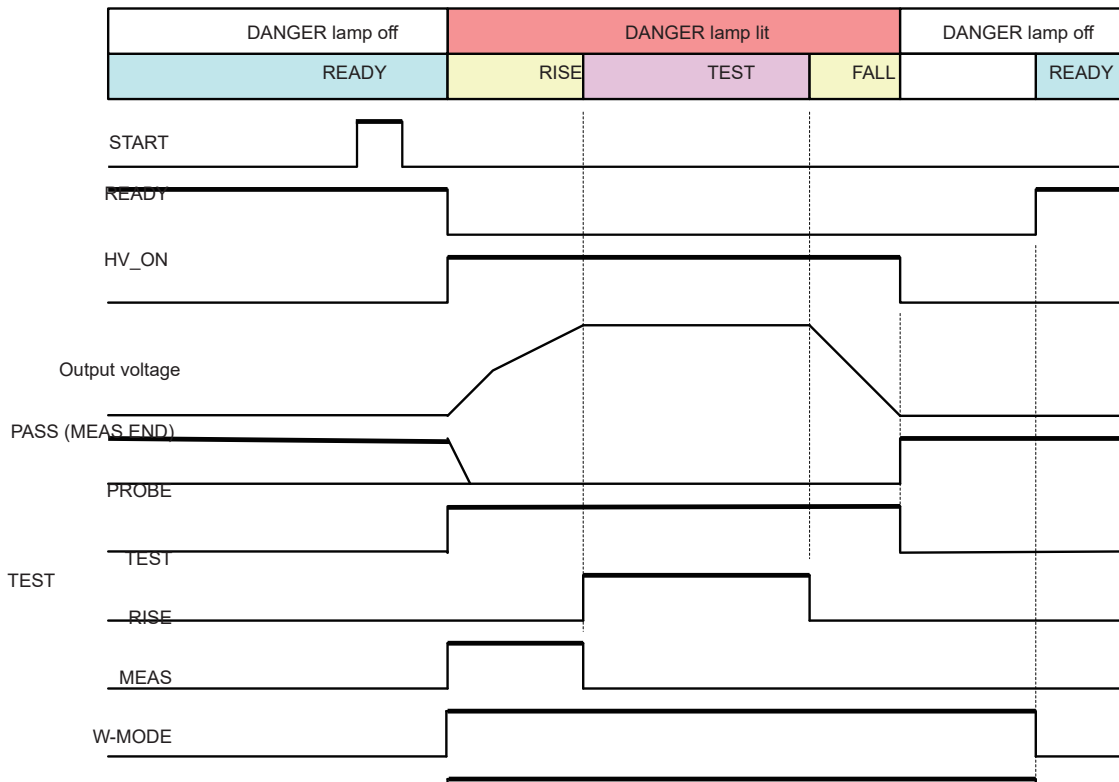 DANGER lamp off DANGER lamp lit DANGER lamp off
READY RISE TEST FALL READY
START
READY
HV_ON
Output voltage
PASS (MEAS END)
PROBE
TEST
TEST
RISE
MEAS
W-MODE